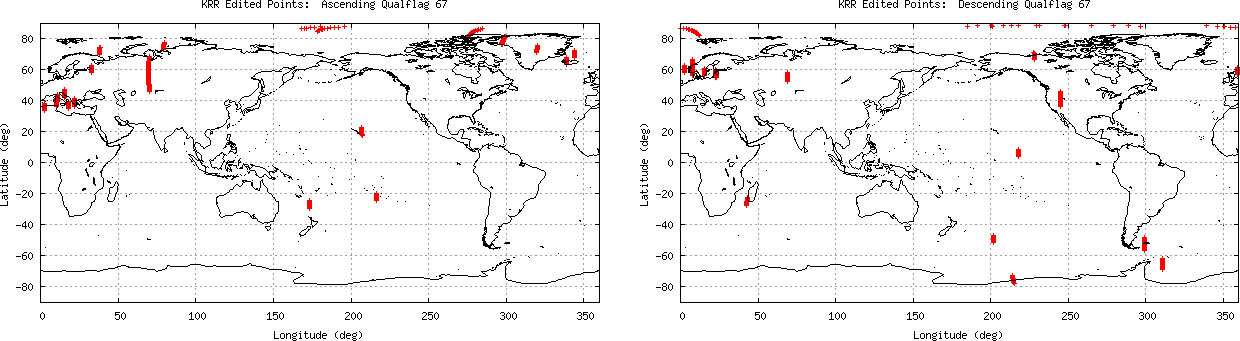 KRR Edited Points:  Ascending Qualflag 67
80
60
40
20
0
-20
-40
-60
-80
Latitude (deg)
0 50 100 150 200 250 300 350
Longitude (deg)
KRR Edited Points:  Descending Qualflag 67
80
60
40
20
0
-20
-40
-60
-80
Latitude (deg)
0 50 100 150 200 250 300 350
Longitude (deg)